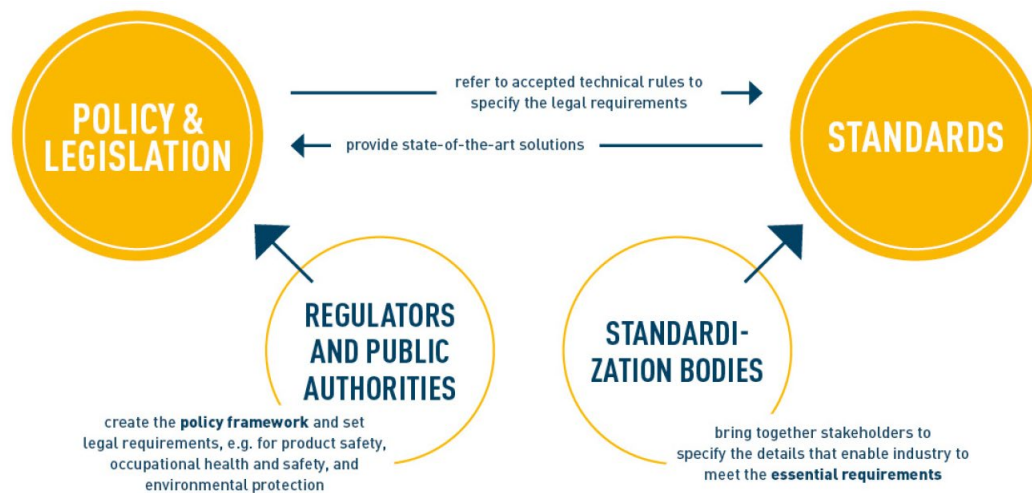 POLICY &
LEGISLATION
refer to accepted technical rules to
specify the legal requirements
provide state-of-the-art solutions
STANDARDS
REGULATORS
AND PUBLIC
AUTHORITIES
create the policy framework and set
legal requirements, e.g. for product safety,
occupational health and safety, and
environmental protection
STANDARDI-
ZATION BODIES
bring together stakeholders to
specify the details that enable industry to
meet the essential requirements